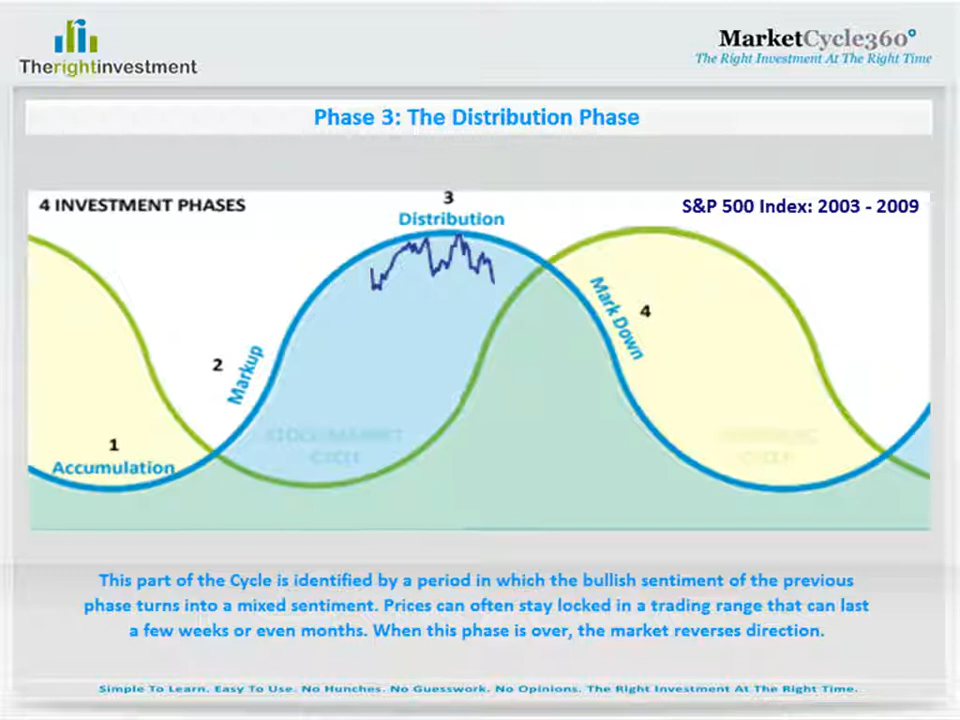 Therightinvestment
MarketCycle360°
The Right Investment At The Right Time
Phase 3: The Distribution Phase
4 INVESTMENT PHASES
3
Distribution
S&P 500 Index: 2003 - 2009
Mark Down
4
2
Markup
1
Accumulation
STOCK MARKET
CYCLE
CYCLE
This part of the Cycle is identified by a period in which the bullish sentiment of the previous
phase turns into a mixed sentiment. Prices can often stay locked in a trading range that can last
a few weeks or even months. When this phase is over, the market reverses direction.
Simple To Learn. Easy To Use. No Hunches. No Guesswork. No Opinions. The Right Investment At The Right Time.